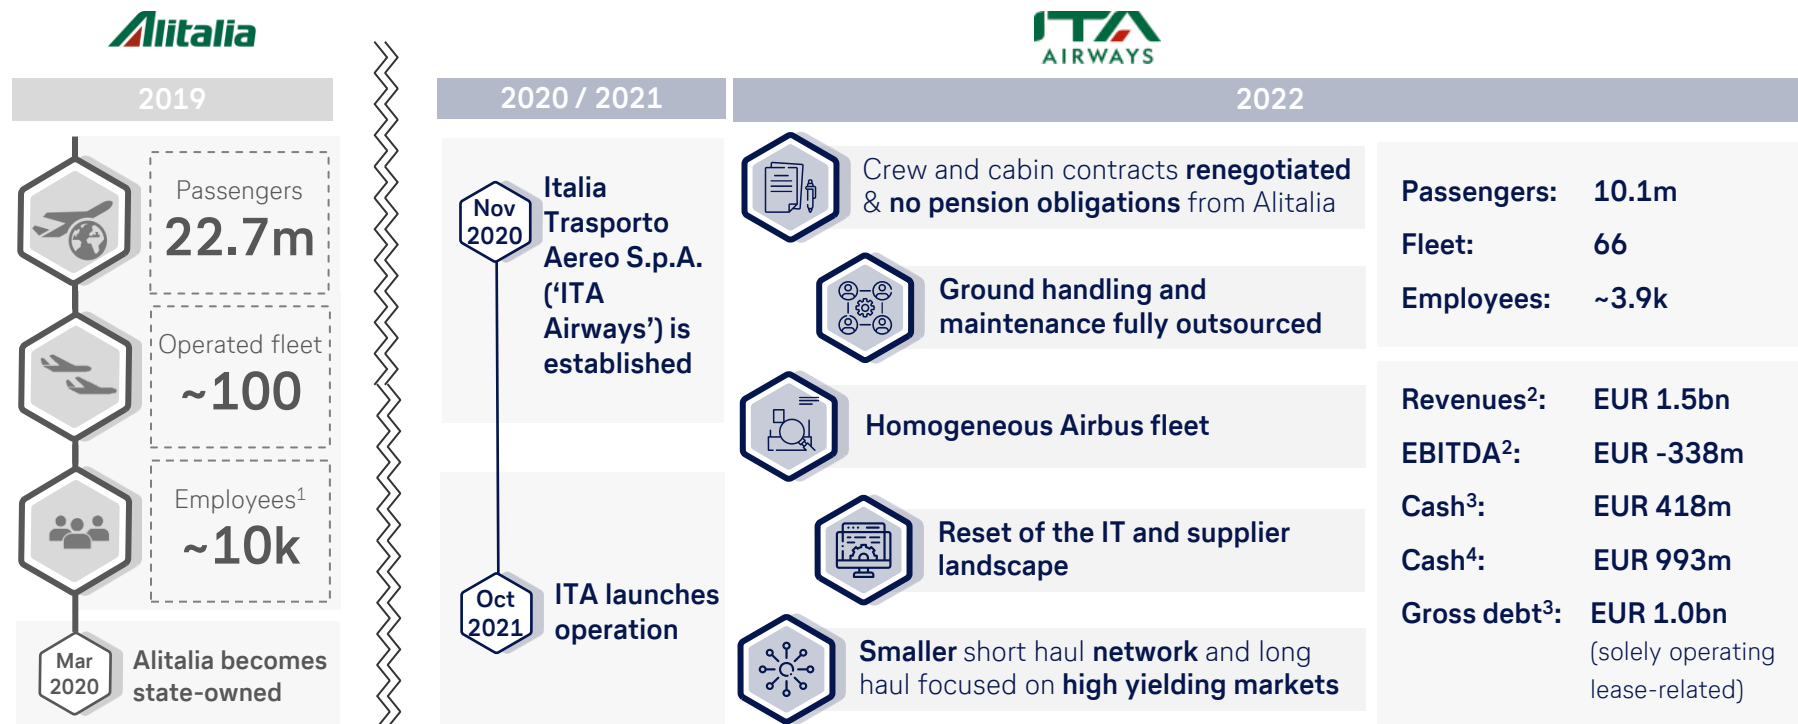 Alitalia
2019
Passengers
22.7m
Operated fleet
~100
Employees¹
~10k
Mar
2020
Alitalia becomes
state-owned
ITA
AIRWAYS
2020 / 2021
Nov
2020
Italia
Trasporto
Aereo S.p.A.
(‘ITA
Airways’) is
established
Oct
2021
ITA launches
operation
2022
Crew and cabin contracts renegotiated
& no pension obligations from Alitalia
Ground handling and
maintenance fully outsourced
Homogeneous Airbus fleet
Reset of the IT and supplier
landscape
Smaller short haul network and long
haul focused on high yielding markets
Passengers: 10.1m
Fleet: 66
Employees: ~3.9k
Revenues²: EUR 1.5bn
EBITDA²: EUR -338m
Cash³: EUR 418m
Cash⁴: EUR 993m
Gross debt³: EUR 1.0bn
(solely operating
lease-related)